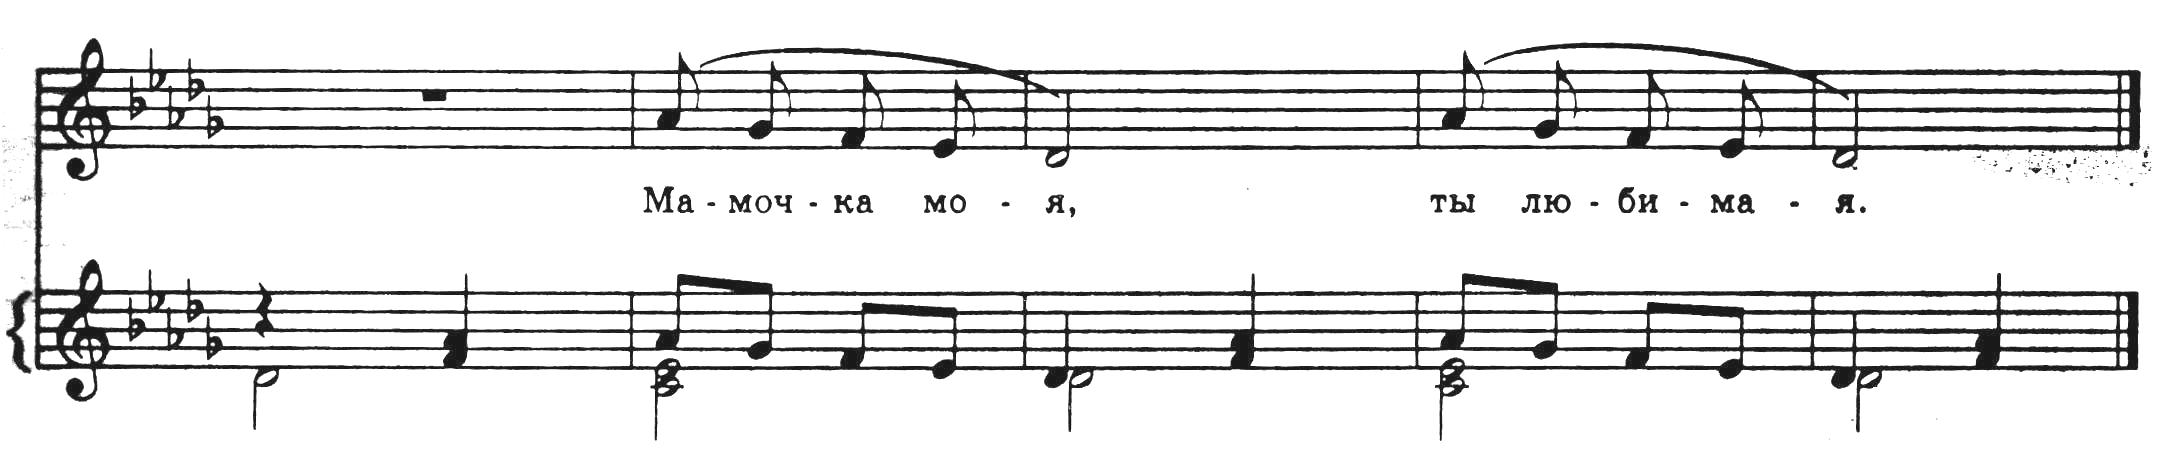 Ма - моч - ка мо - я, ты лю - би - ма - я.